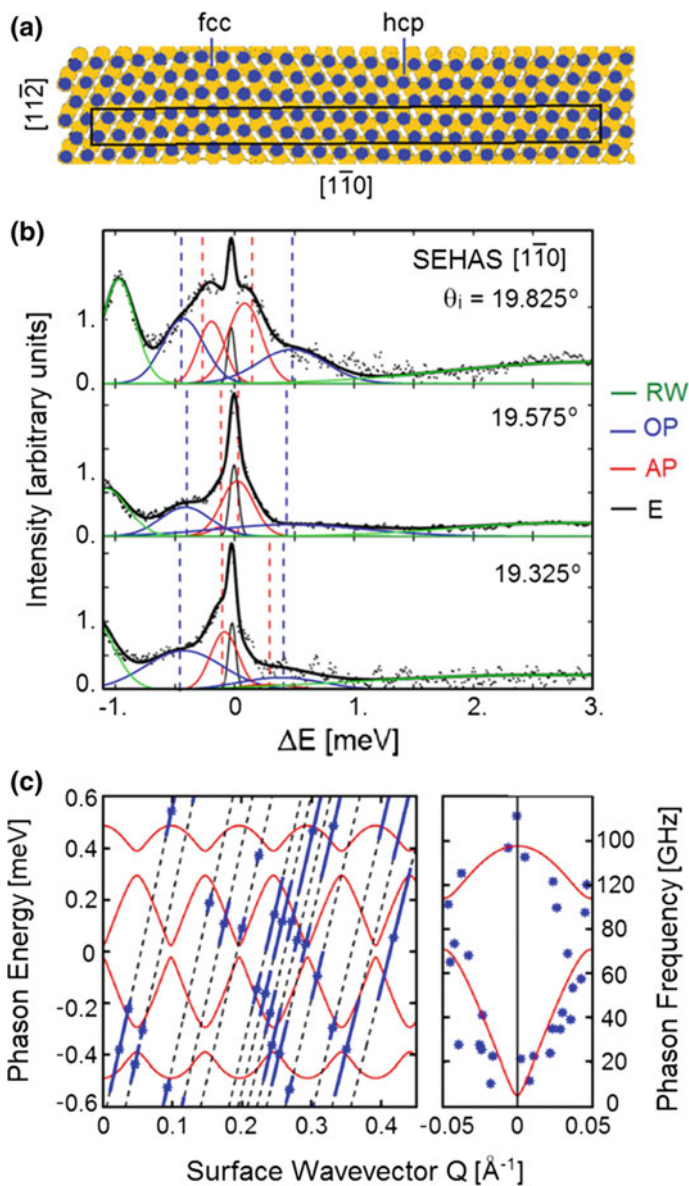 (a)
fcc hcp
[11̄2̄]
[11̄0]
(b)
SEHAS [11̄0]
θi = 19.825°
1.
0.
19.575°
1.
0.
19.325°
1.
0.
Intensity [arbitrary units]
RW
OP
AP
E
-1. 0 1. 2. 3.
ΔE [meV]
(c)
Phason Energy [meV]
0.6
0.4
0.2
0
-0.2
-0.4
-0.6
0 0.1 0.2 0.3 0.4
100
120
80
60
40
20
0
Phason Frequency [GHz]
-0.05 0 0.05
Surface Wavevector Q [Å⁻¹]